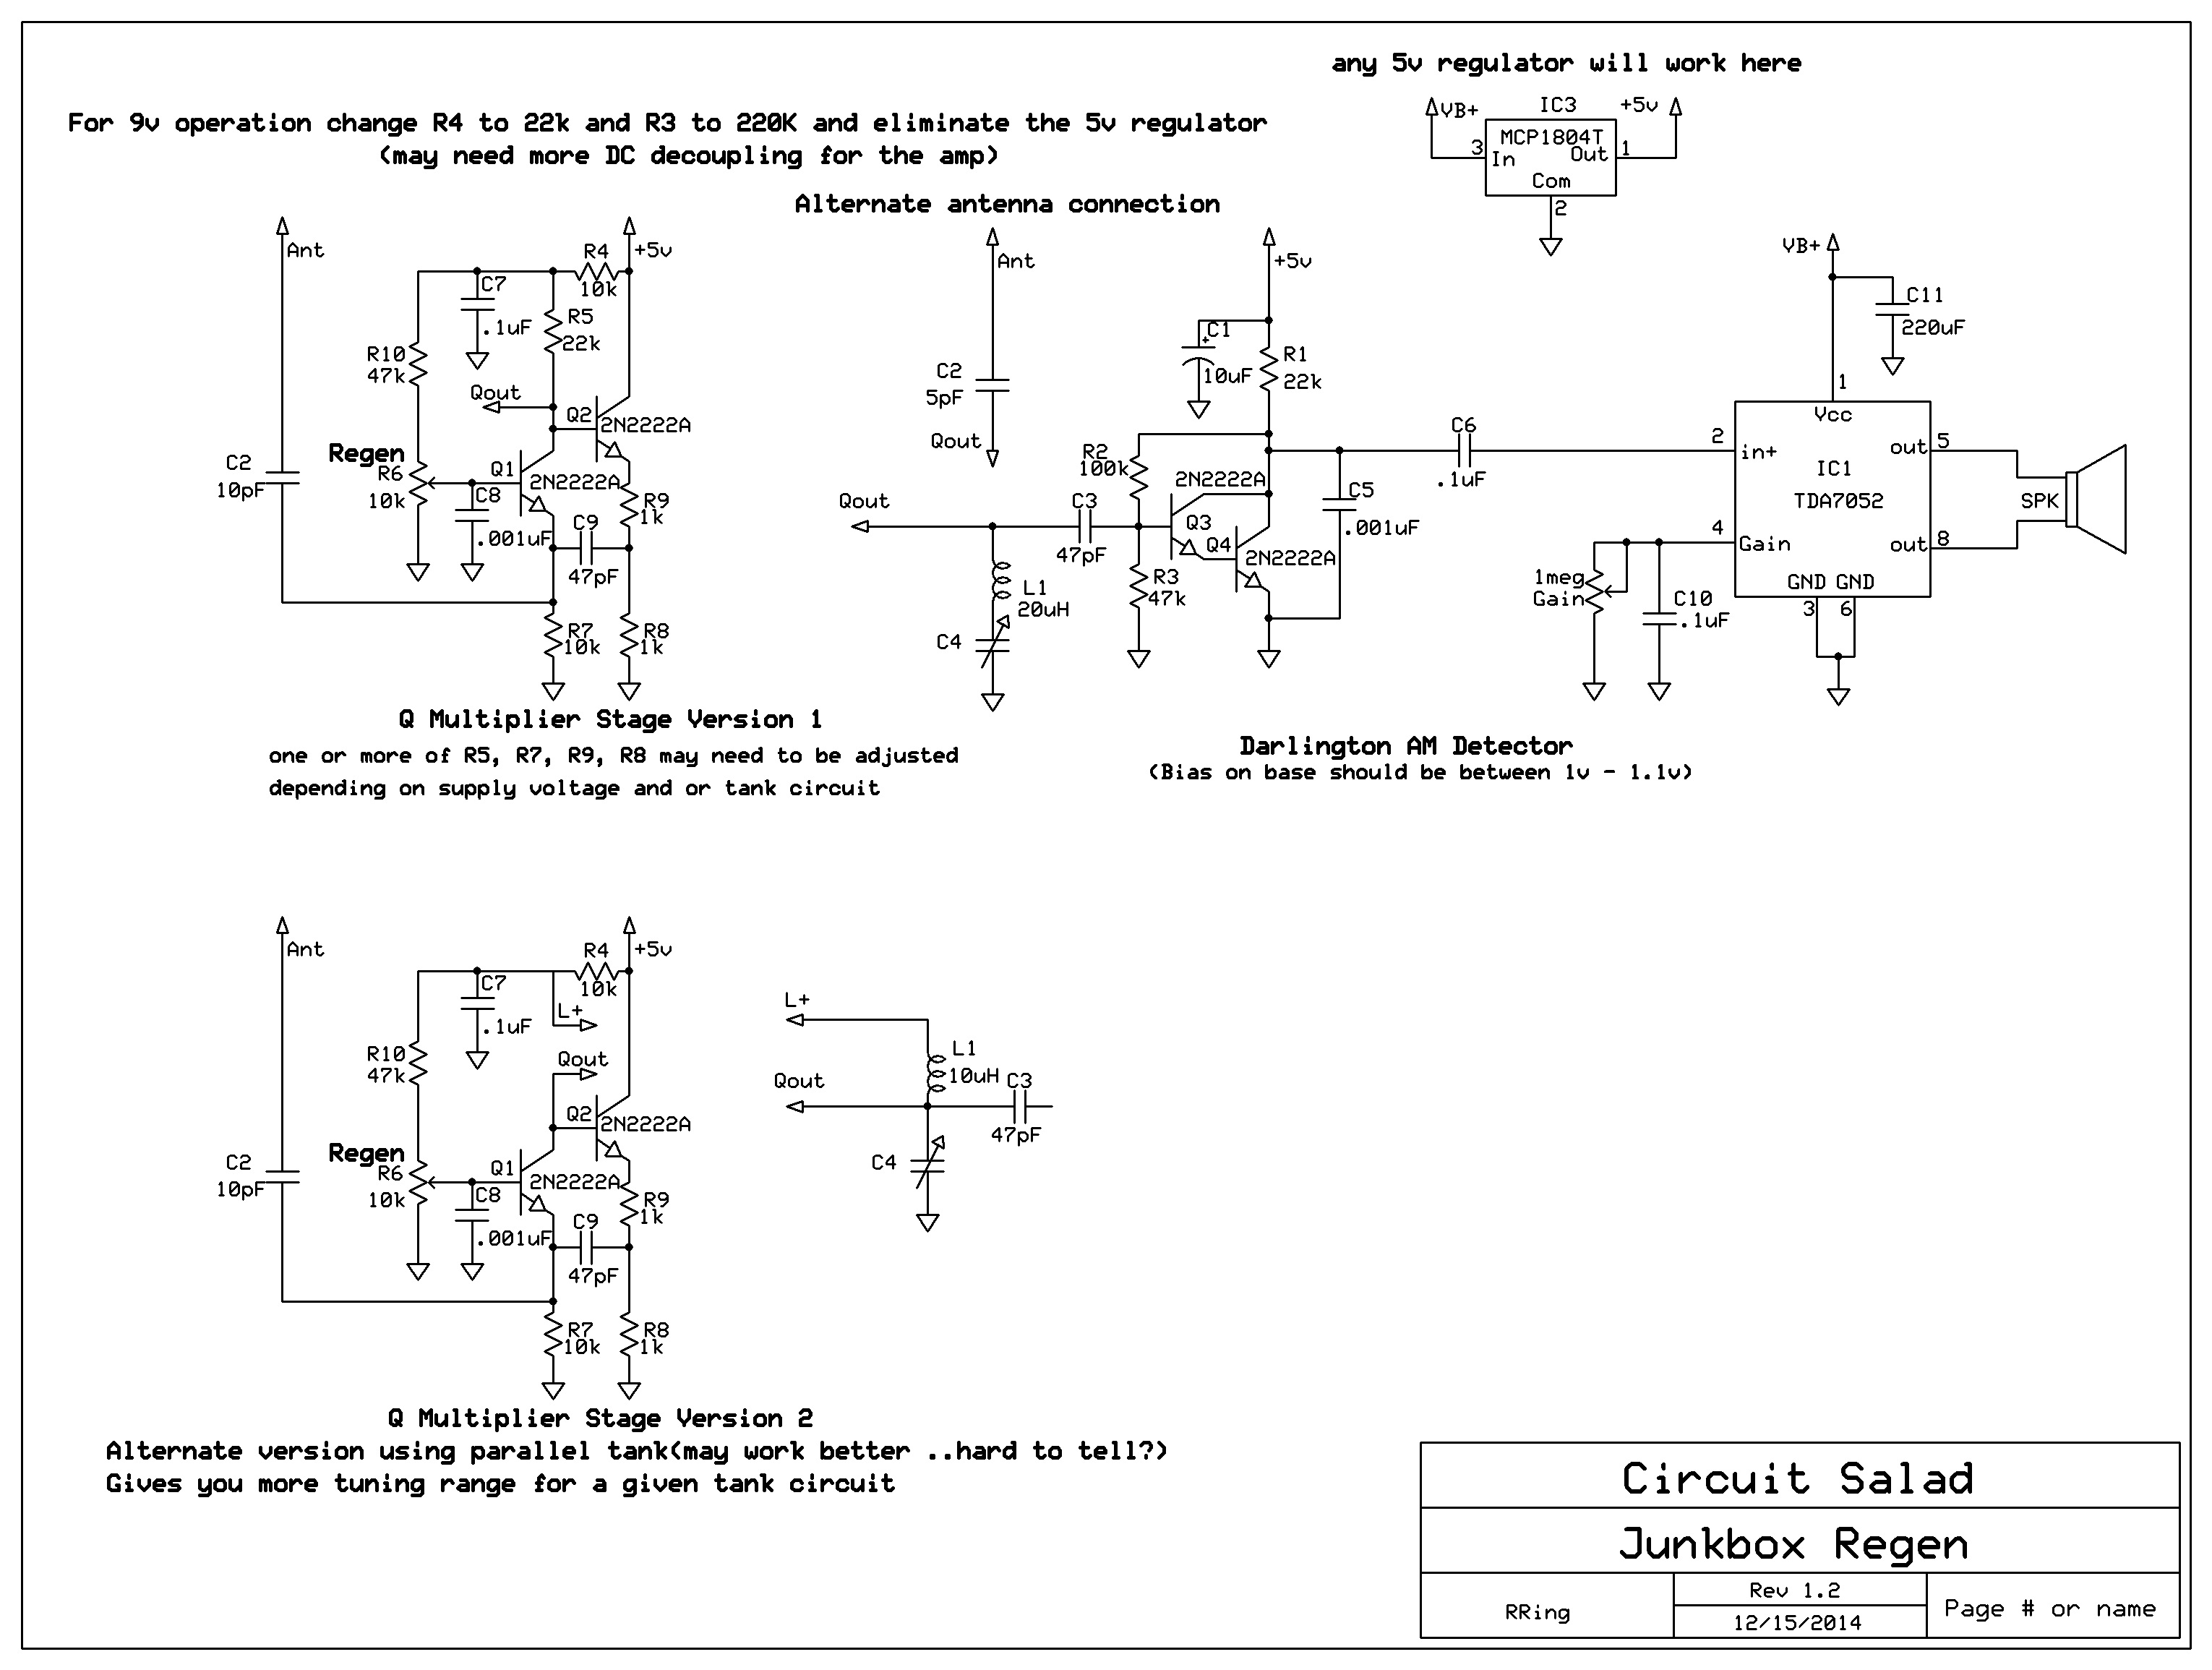 any 5v regulator will work here
For 9v operation change R4 to 22k and R3 to 220K and eliminate the 5v regulator
(may need more DC decoupling for the amp)
VB+
IC3
+5v
MCP1804T
3
In
Out
1
Com
2
Alternate antenna connection
Ant
R4
10k
+5v
C7
.1uF
R5
22k
R10
47k
Qout
Q2
2N2222A
Regen
R6
10k
C2
10pF
Q1
2N2222A
C8
.001uF
R9
1k
C9
47pF
R7
10k
R8
1k
Q Multiplier Stage Version 1
one or more of R5, R7, R9, R8 may need to be adjusted
depending on supply voltage and or tank circuit
Ant
C2
5pF
Qout
Qout
C3
47pF
L1
20uH
C4
+5v
C1
+
10uF
R1
22k
R2
100k
2N2222A
Q3
Q4
2N2222A
R3
47k
C5
.001uF
C6
.1uF
Darlington AM Detector
(Bias on base should be between 1v - 1.1v)
VB+
C11
220uF
1
Vcc
2
in+
out
5
IC1
TDA7052
SPK
4
Gain
out
8
GND GND
3
6
1meg
Gain
C10
.1uF
Ant
R4
10k
+5v
C7
.1uF
L+
R10
47k
Qout
Q2
2N2222A
Regen
R6
10k
C2
10pF
Q1
2N2222A
C8
.001uF
R9
1k
C9
47pF
R7
10k
R8
1k
L+
L1
10uH
Qout
C3
47pF
C4
Q Multiplier Stage Version 2
Alternate version using parallel tank(may work better ..hard to tell?)
Gives you more tuning range for a given tank circuit
Circuit Salad
Junkbox Regen
RRing
Rev 1.2
12/15/2014
Page # or name